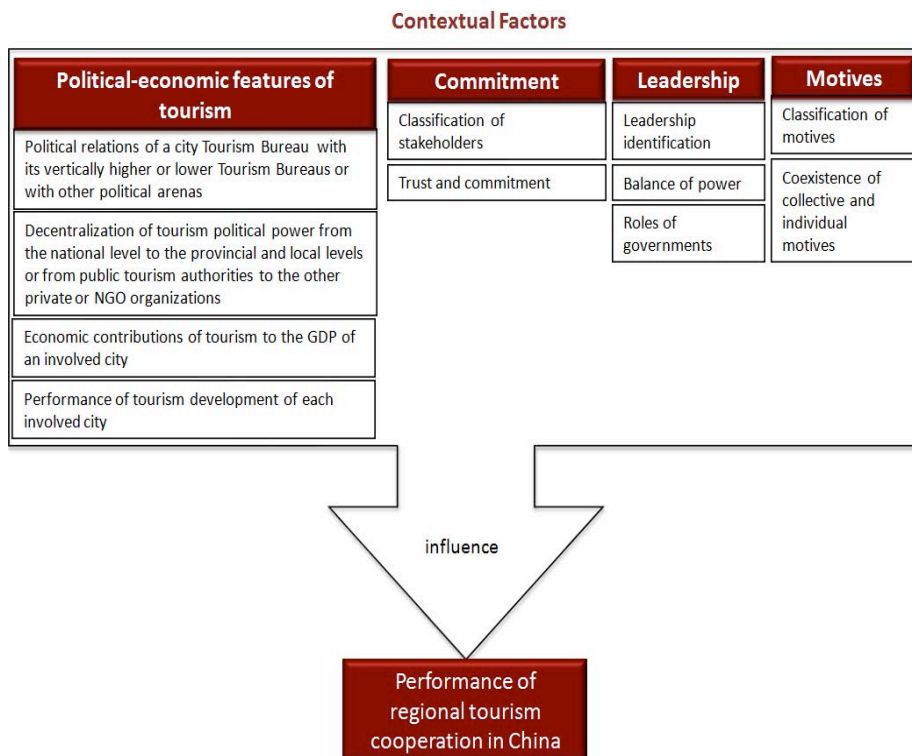 Contextual Factors
Political-economic features of
tourism
Political relations of a city Tourism Bureau with
its vertically higher or lower Tourism Bureaus or
with other political arenas
Decentralization of tourism political power from
the national level to the provincial and local levels
or from public tourism authorities to the other
private or NGO organizations
Economic contributions of tourism to the GDP of
an involved city
Performance of tourism development of each
involved city
Commitment
Classification of
stakeholders
Trust and commitment
Leadership
Leadership
identification
Balance of power
Roles of
governments
Motives
Classification of
motives
Coexistence of
collective and
individual
motives
influence
Performance of
regional tourism
cooperation in China